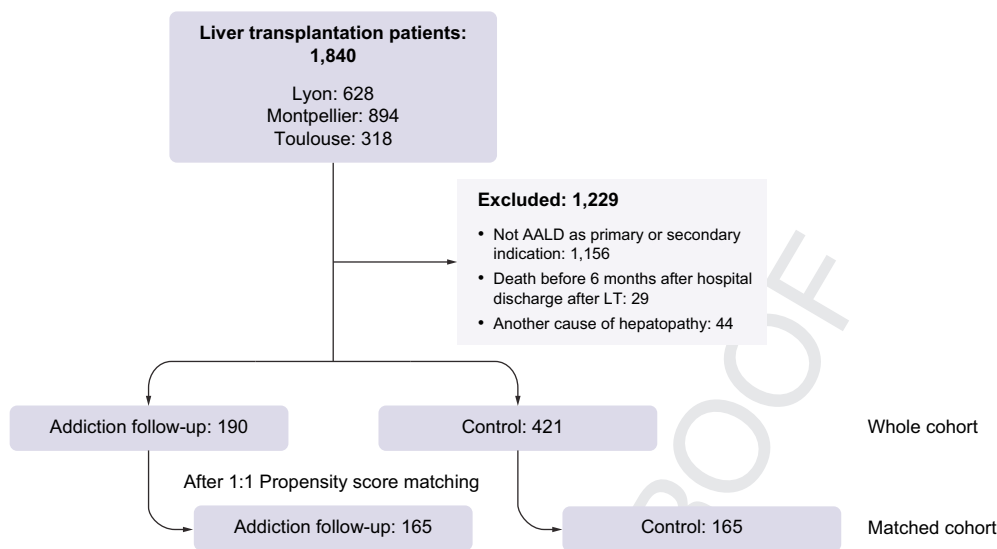 Liver transplantation patients:
1,840
Lyon: 628
Montpellier: 894
Toulouse: 318
Excluded: 1,229
• Not AALD as primary or secondary
indication: 1,156
• Death before 6 months after hospital
discharge after LT: 29
• Another cause of hepatopathy: 44
Addiction follow-up: 190
Control: 421
Whole cohort
After 1:1 Propensity score matching
Addiction follow-up: 165
Control: 165
Matched cohort